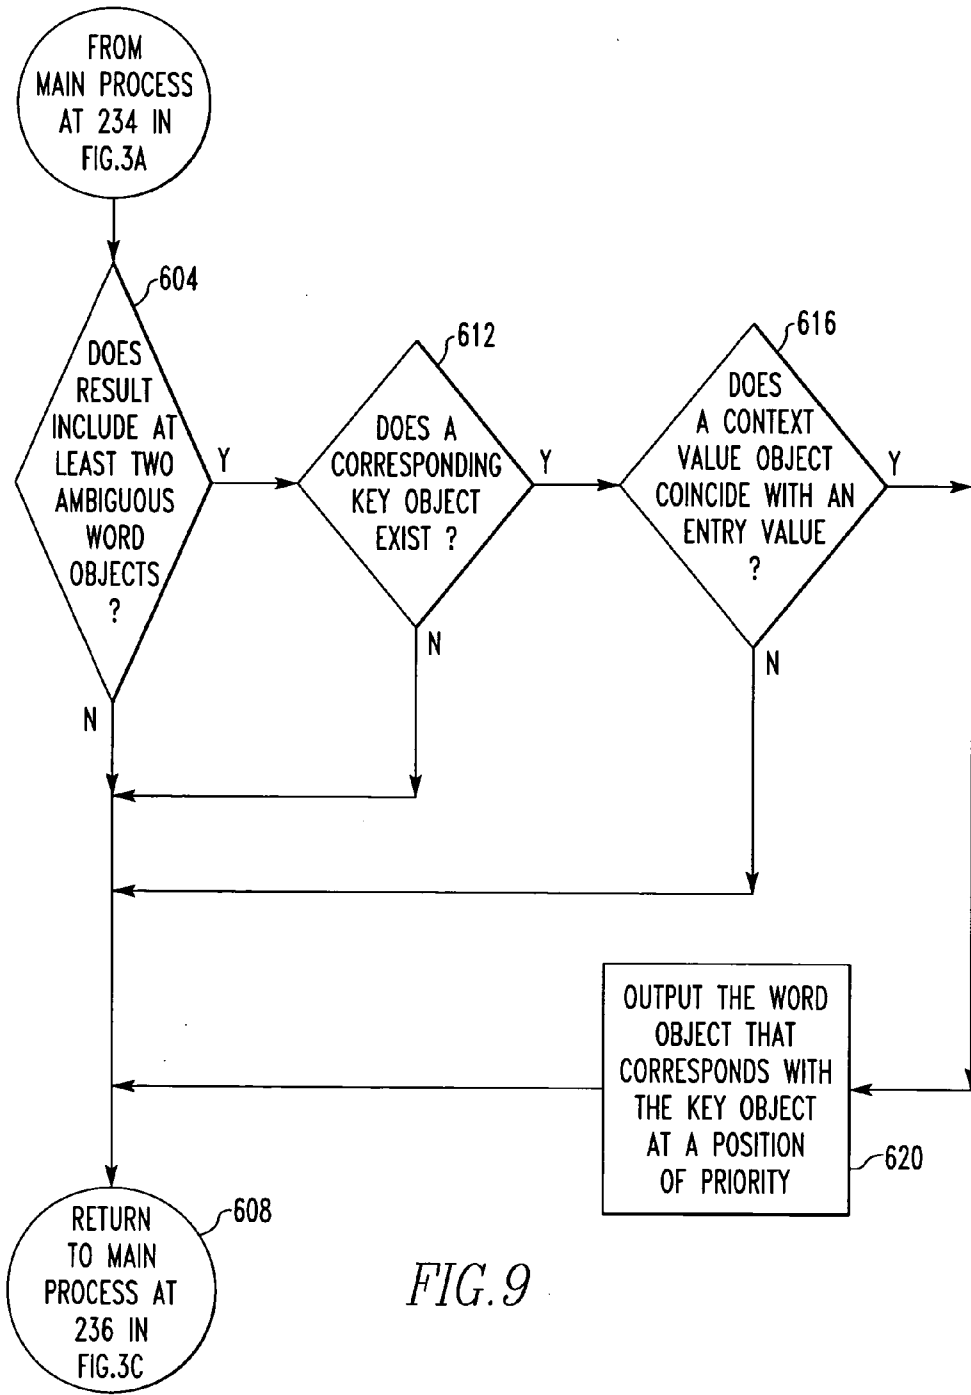 FROM
MAIN PROCESS
AT 234 IN
FIG.3A
604
DOES
RESULT
INCLUDE AT
LEAST TWO
AMBIGUOUS
WORD
OBJECTS
?
Y
N
612
DOES A
CORRESPONDING
KEY OBJECT
EXIST ?
Y
N
616
DOES
A CONTEXT
VALUE OBJECT
COINCIDE WITH AN
ENTRY VALUE
?
Y
N
OUTPUT THE WORD
OBJECT THAT
CORRESPONDS WITH
THE KEY OBJECT
AT A POSITION
OF PRIORITY
620
RETURN
TO MAIN
PROCESS AT
236 IN
FIG.3C
608
FIG.9